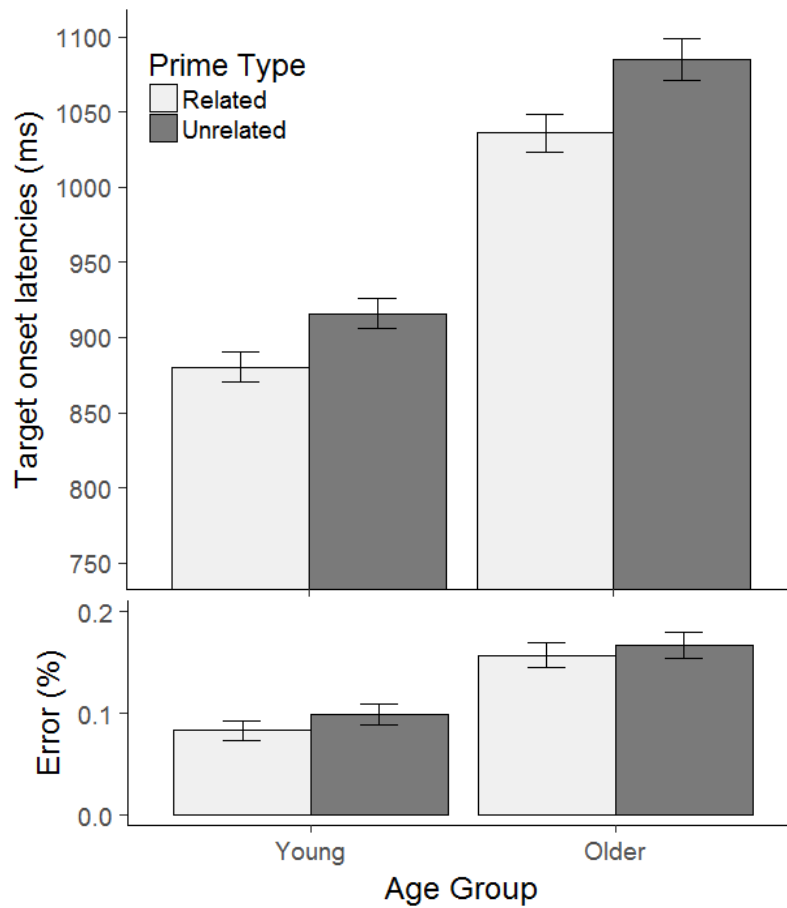 Target onset latencies (ms)
1100
1050
1000
950
900
850
800
750
Prime Type
Related
Unrelated
Error (%)
0.2
0.1
0.0
Young
Older
Age Group